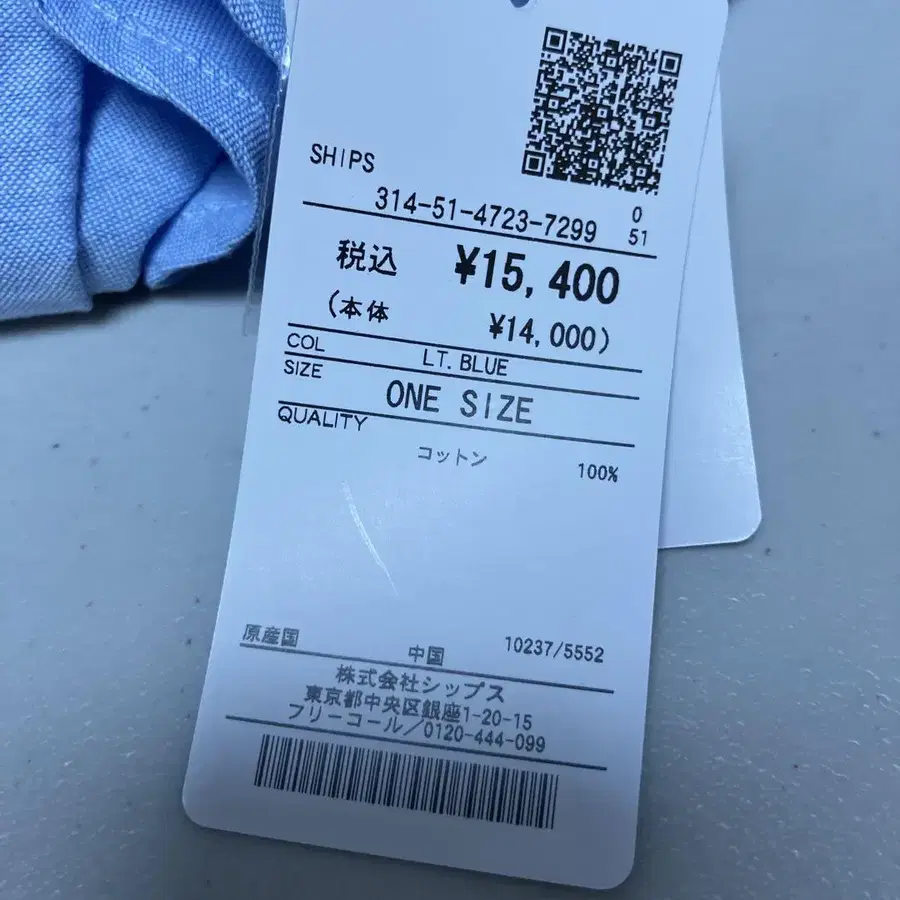 SHIPS
314-51-4723-7299
0
51
税込 ¥15,400
(本体 ¥14,000)
COL LT. BLUE
SIZE ONE SIZE
QUALITY
コットン 100%
原産国 中国 10237/5552
株式会社シップス
東京都中央区銀座1-20-15
フリーコール/0120-444-099